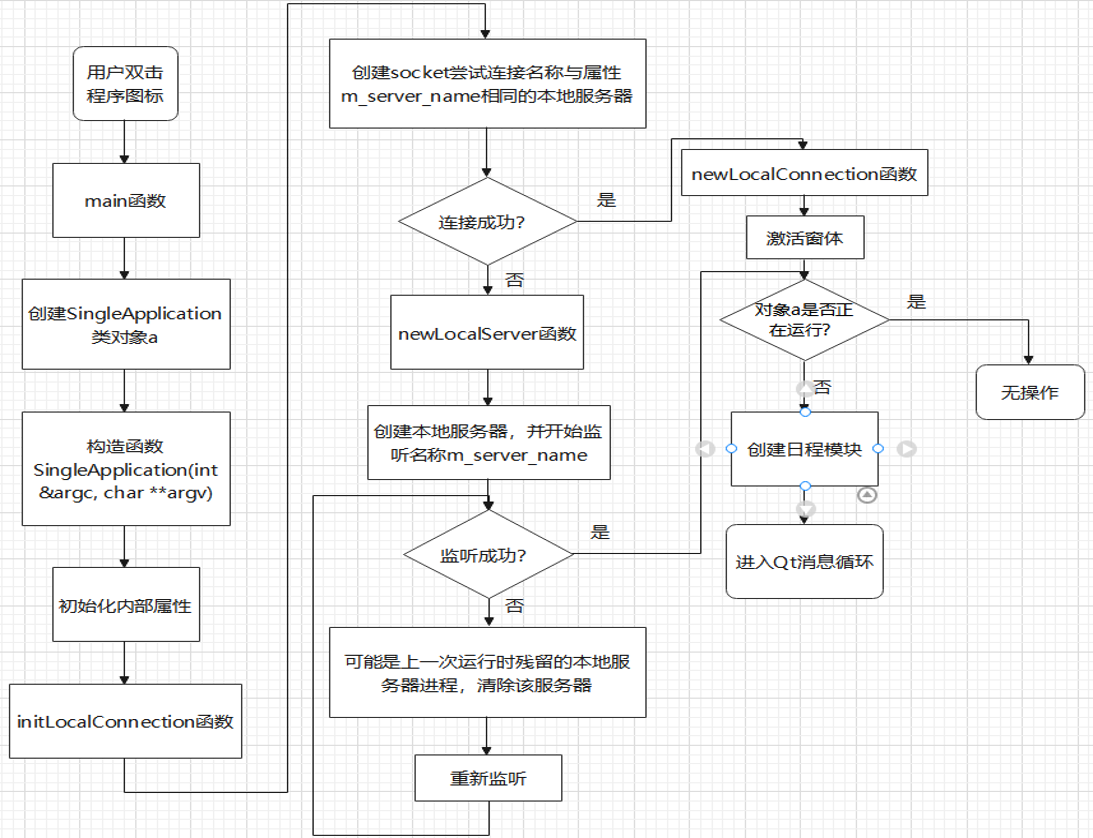 用户双击
程序图标
main函数
创建SingleApplication
类对象a
构造函数
SingleApplication(int
&argc, char **argv)
初始化内部属性
initLocalConnection函数
创建socket尝试连接名称与属性
m_server_name相同的本地服务器
连接成功？
是
否
newLocalServer函数
创建本地服务器，并开始监
听名称m_server_name
监听成功？
是
否
可能是上一次运行时残留的本地服
务器进程，清除该服务器
重新监听
newLocalConnection函数
激活窗体
对象a是否正
在运行？
是
否
无操作
创建日程模块
进入Qt消息循环